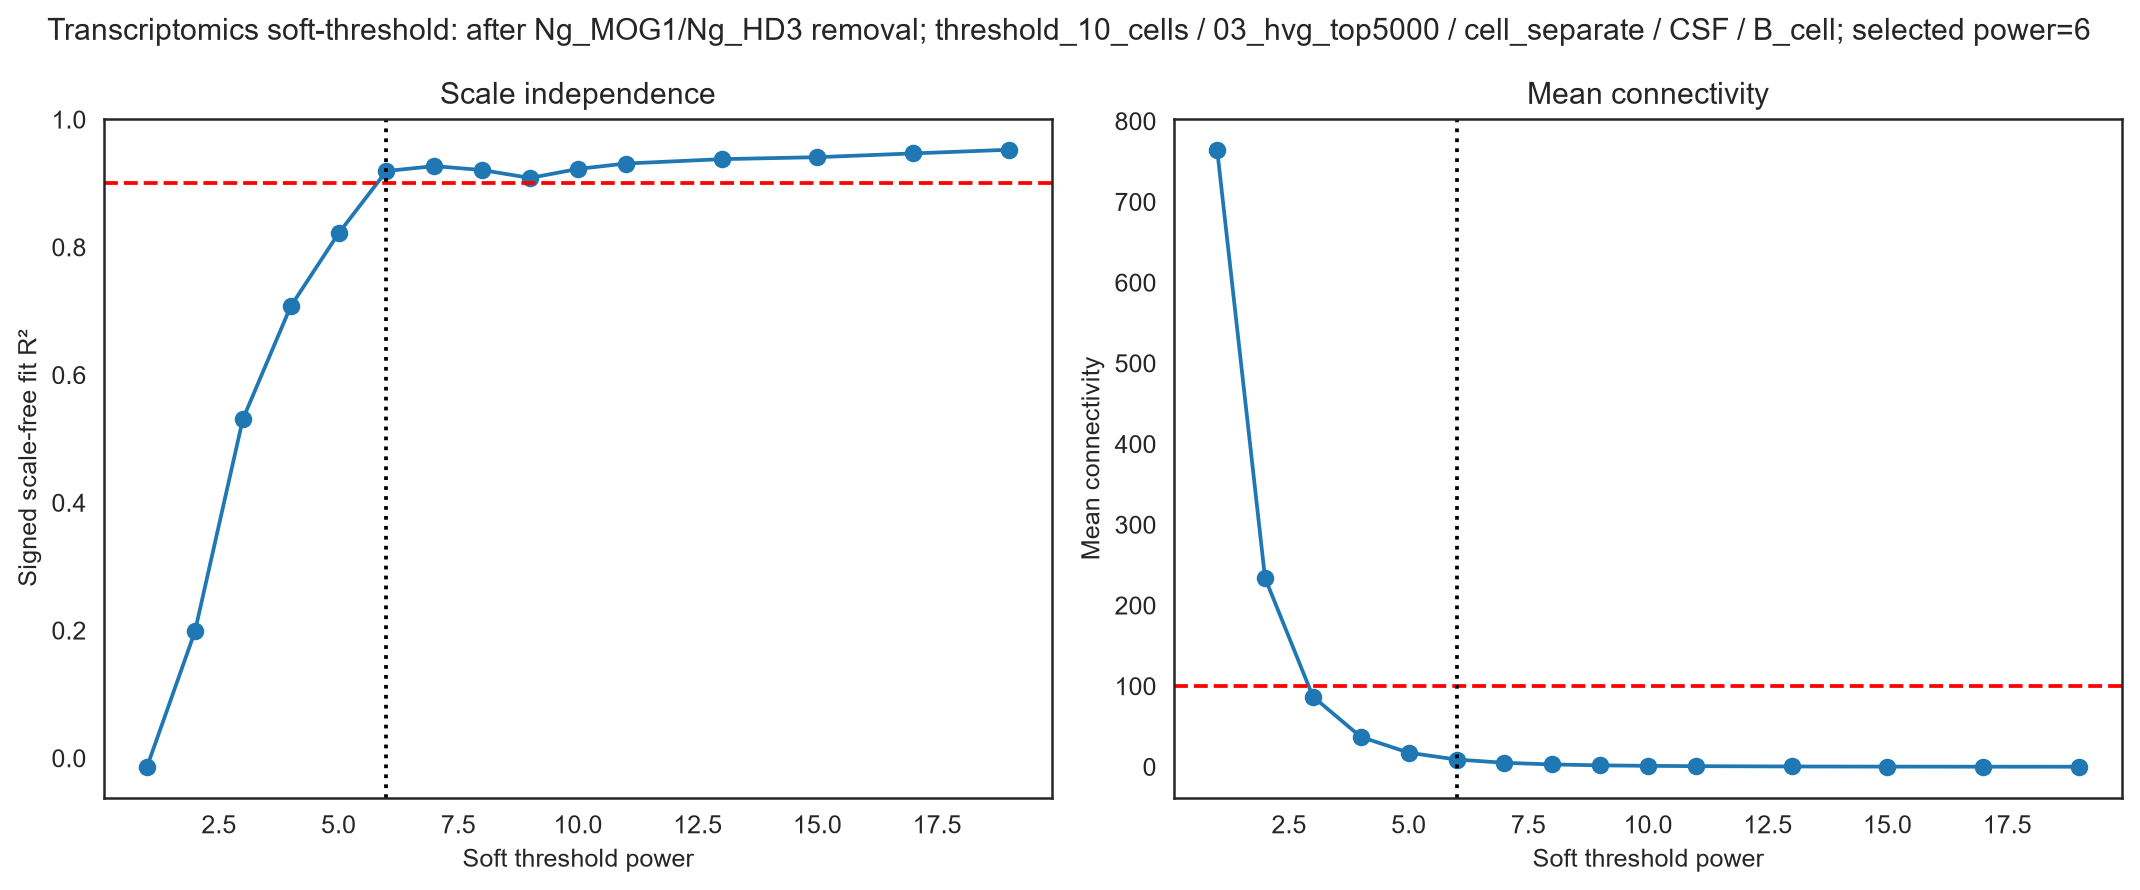 Transcriptomics soft-threshold: after Ng_MOG1/Ng_HD3 removal; threshold_10_cells / 03_hvg_top5000 / cell_separate / CSF / B_cell; selected power=6
Scale independence
Signed scale-free fit R²
1.0
0.8
0.6
0.4
0.2
0.0
2.5 5.0 7.5 10.0 12.5 15.0 17.5
Soft threshold power
Mean connectivity
Mean connectivity
800
700
600
500
400
300
200
100
0
2.5 5.0 7.5 10.0 12.5 15.0 17.5
Soft threshold power